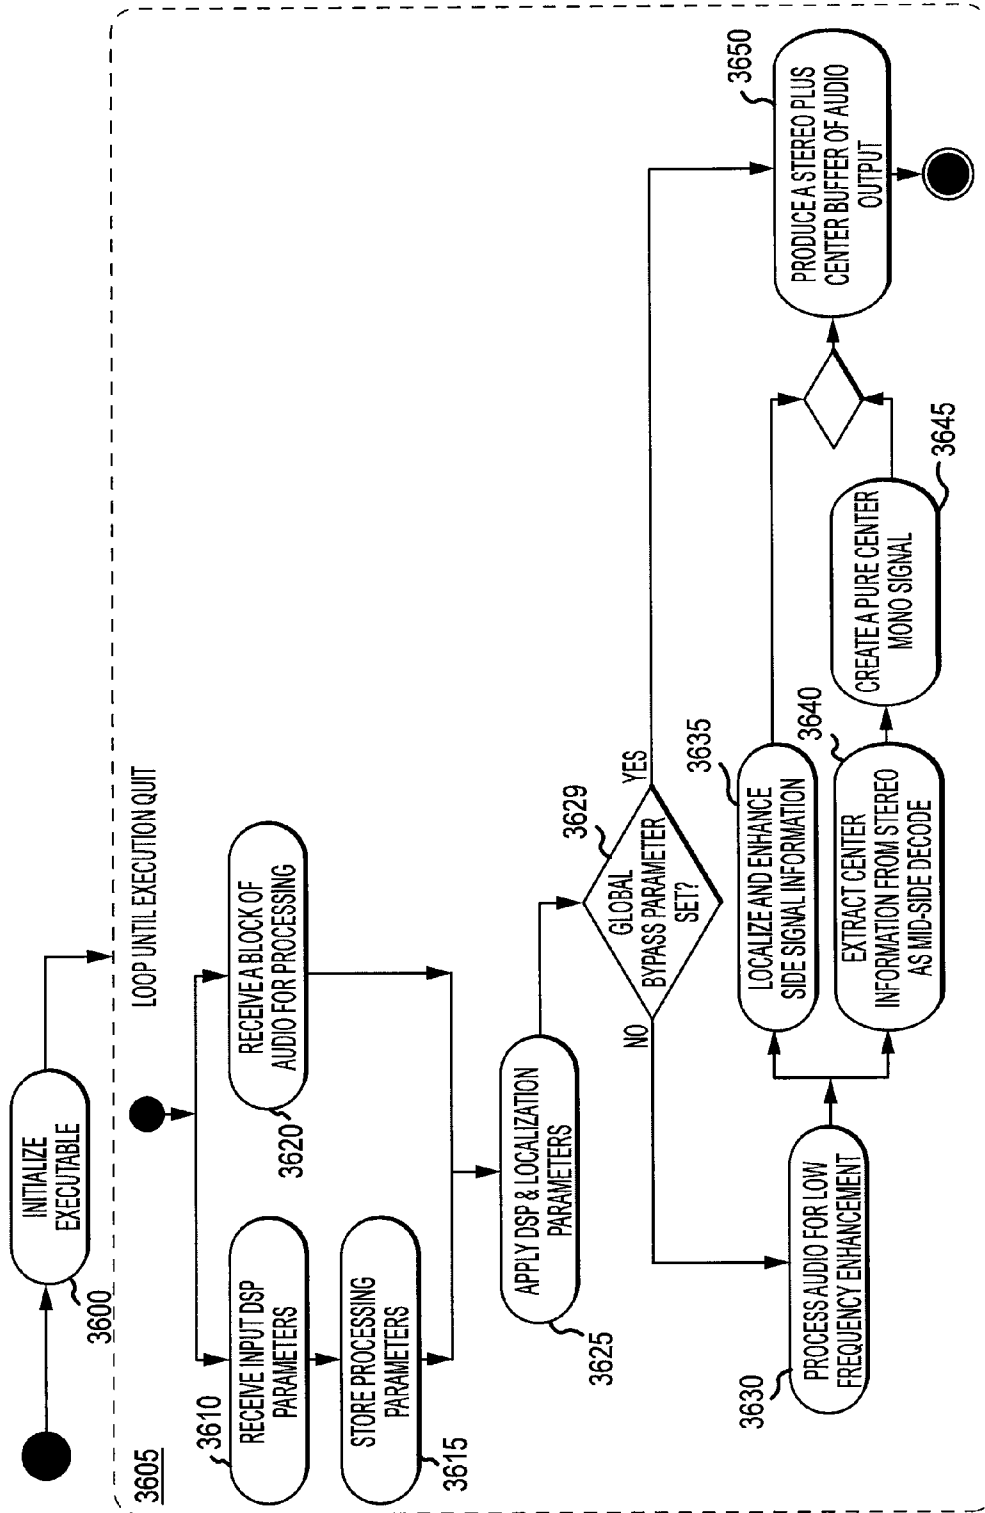 INITIALIZE
EXECUTABLE
3600
3605
LOOP UNTIL EXECUTION QUIT
3610
RECEIVE INPUT DSP
PARAMETERS
STORE PROCESSING
PARAMETERS
3615
RECEIVE A BLOCK OF
AUDIO FOR PROCESSING
3620
APPLY DSP & LOCALIZATION
PARAMETERS
3625
GLOBAL
BYPASS PARAMETER
SET?
3629
NO
YES
PROCESS AUDIO FOR LOW
FREQUENCY ENHANCEMENT
3630
LOCALIZE AND ENHANCE
SIDE SIGNAL INFORMATION
3635
EXTRACT CENTER
INFORMATION FROM STEREO
AS MID-SIDE DECODE
3640
CREATE A PURE CENTER
MONO SIGNAL
3645
PRODUCE A STEREO PLUS
CENTER BUFFER OF AUDIO
OUTPUT
3650